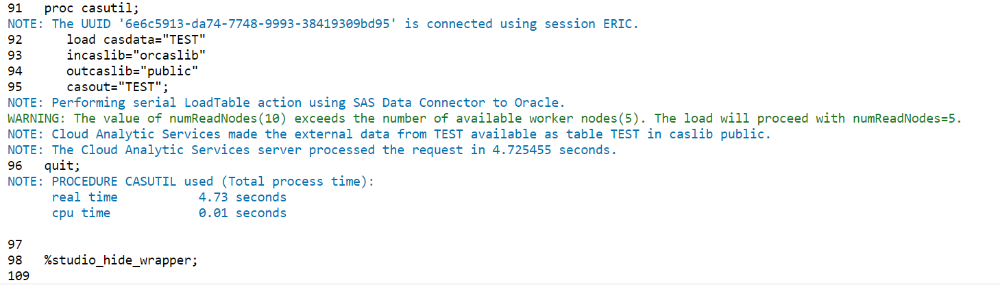 91   proc casutil;
NOTE: The UUID '6e6c5913-da74-7748-9993-38419309bd95' is connected using session ERIC.
92      load casdata="TEST"
93      incaslib="orcaslib"
94      outcaslib="public"
95      casout="TEST";
NOTE: Performing serial LoadTable action using SAS Data Connector to Oracle.
WARNING: The value of numReadNodes(10) exceeds the number of available worker nodes(5). The load will proceed with numReadNodes=5.
NOTE: Cloud Analytic Services made the external data from TEST available as table TEST in caslib public.
NOTE: The Cloud Analytic Services server processed the request in 4.725455 seconds.
96   quit;
NOTE: PROCEDURE CASUTIL used (Total process time):
      real time           4.73 seconds
      cpu time            0.01 seconds
97
98   %studio_hide_wrapper;
109